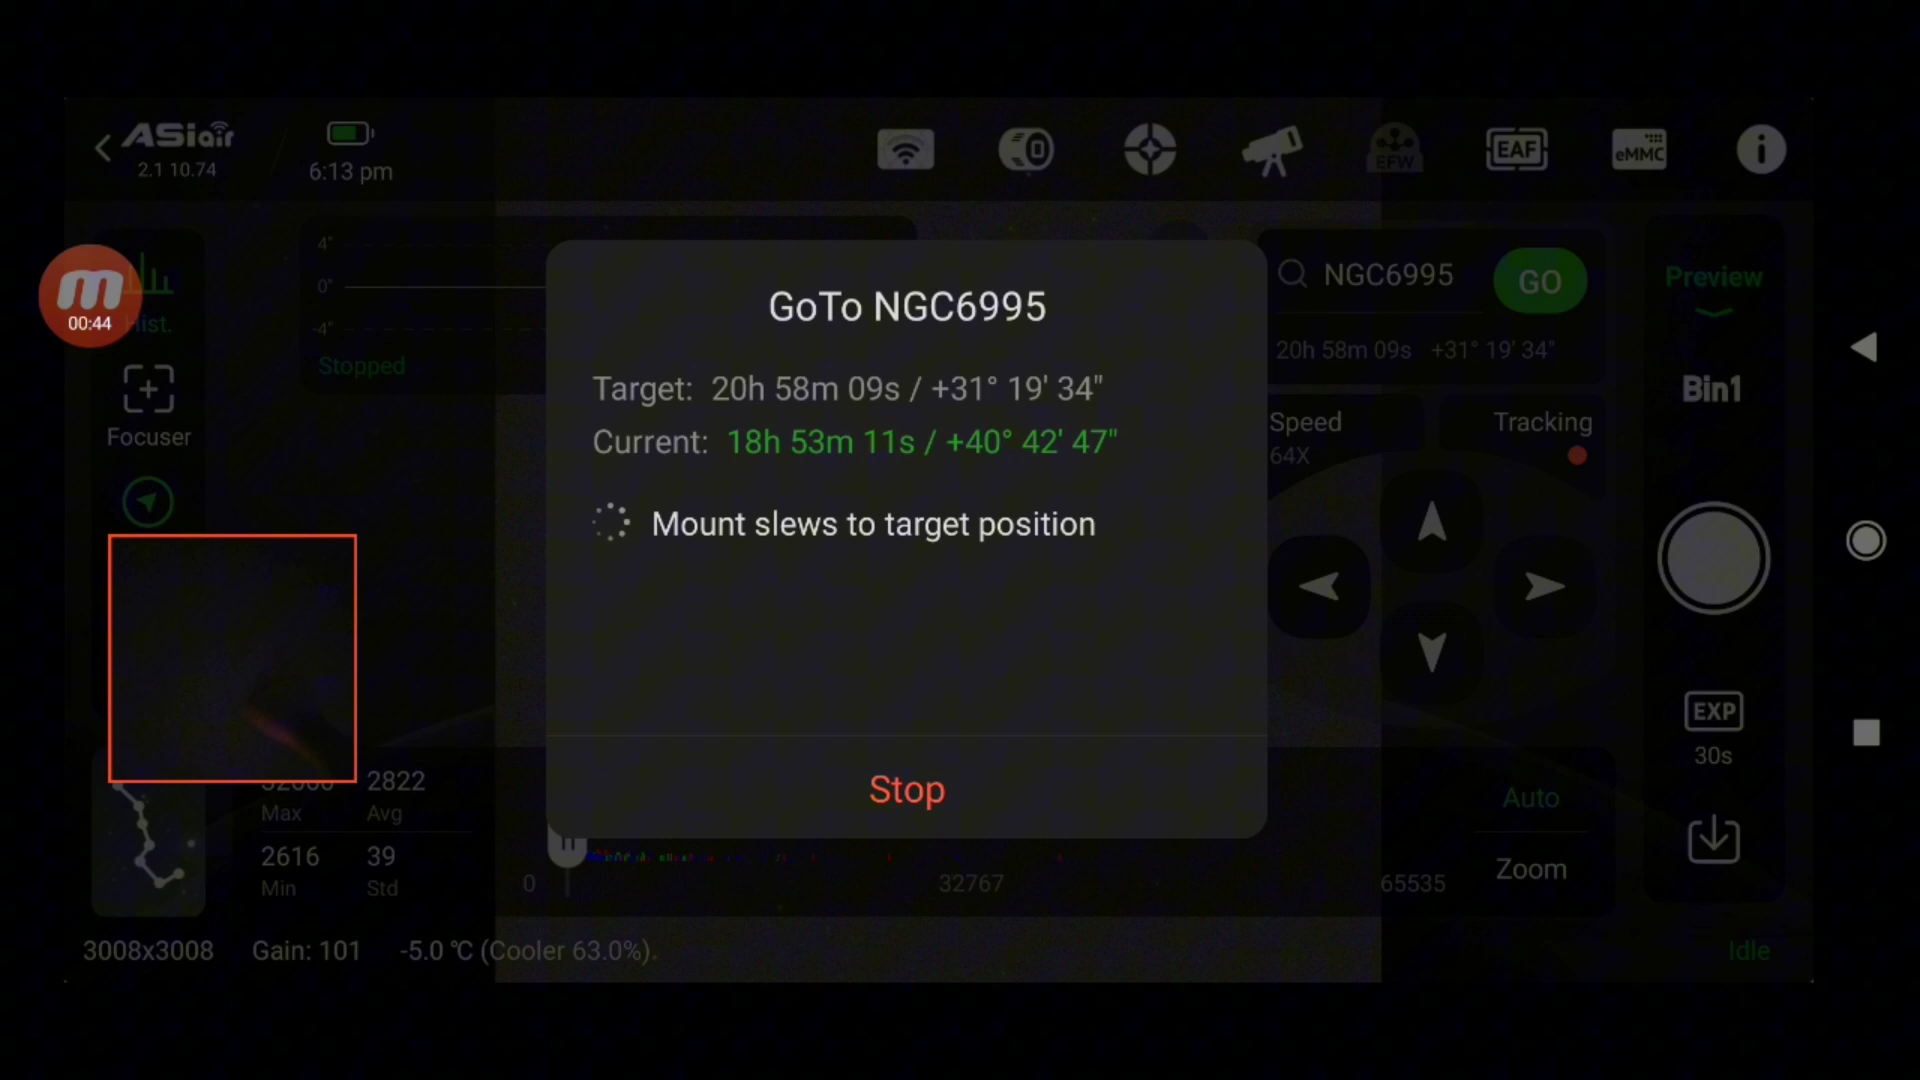 ASiair
2.1 10.74
6:13 pm
EFW
EAF
eMMC
i
m
00:44
Hist.
Focuser
4"
0"
-4"
Stopped
GoTo NGC6995
Target: 20h 58m 09s / +31° 19' 34"
Current: 18h 53m 11s / +40° 42' 47"
Mount slews to target position
Stop
NGC6995
GO
20h 58m 09s +31° 19' 34"
Speed
64X
Tracking
Preview
Bin1
EXP
30s
2822
Max
Avg
2616
39
Min
Std
0
32767
65535
Auto
Zoom
3008x3008
Gain: 101
-5.0 ℃ (Cooler 63.0%).
Idle